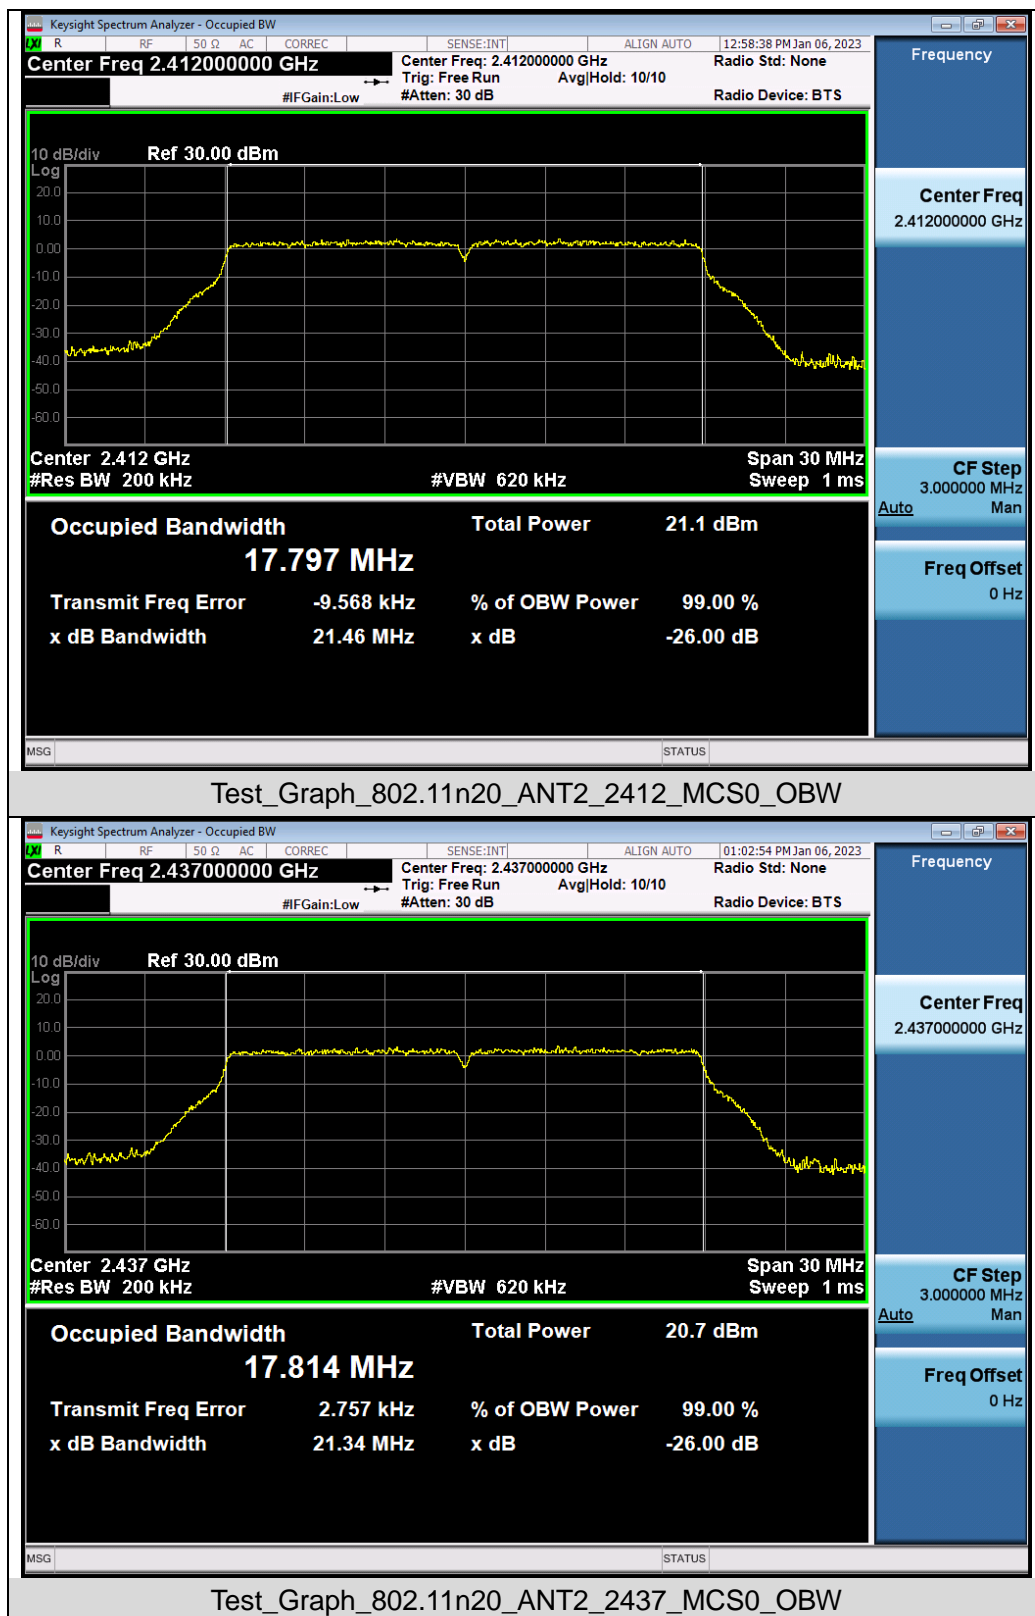 Keysight Spectrum Analyzer - Occupied BW
LXI R RF 50 Ω AC CORREC SENSE:INT ALIGN AUTO 12:58:38 PM Jan 06, 2023
Center Freq 2.412000000 GHz
Center Freq: 2.412000000 GHz
Radio Std: None
Trig: Free Run Avg|Hold: 10/10
#IFGain:Low
#Atten: 30 dB
Radio Device: BTS
Frequency
10 dB/div Ref 30.00 dBm
Log
20.0
10.0
0.00
-10.0
-20.0
-30.0
-40.0
-50.0
-60.0
Center 2.412 GHz Span 30 MHz
#Res BW 200 kHz #VBW 620 kHz Sweep 1 ms
Center Freq
2.412000000 GHz
CF Step
3.000000 MHz
Auto Man
Freq Offset
0 Hz
Occupied Bandwidth Total Power 21.1 dBm
17.797 MHz
Transmit Freq Error -9.568 kHz % of OBW Power 99.00 %
x dB Bandwidth 21.46 MHz x dB -26.00 dB
MSG STATUS
Test_Graph_802.11n20_ANT2_2412_MCS0_OBW
Keysight Spectrum Analyzer - Occupied BW
LXI R RF 50 Ω AC CORREC SENSE:INT ALIGN AUTO 01:02:54 PM Jan 06, 2023
Center Freq 2.437000000 GHz
Center Freq: 2.437000000 GHz
Radio Std: None
Trig: Free Run Avg|Hold: 10/10
#IFGain:Low
#Atten: 30 dB
Radio Device: BTS
Frequency
10 dB/div Ref 30.00 dBm
Log
20.0
10.0
0.00
-10.0
-20.0
-30.0
-40.0
-50.0
-60.0
Center 2.437 GHz Span 30 MHz
#Res BW 200 kHz #VBW 620 kHz Sweep 1 ms
Center Freq
2.437000000 GHz
CF Step
3.000000 MHz
Auto Man
Freq Offset
0 Hz
Occupied Bandwidth Total Power 20.7 dBm
17.814 MHz
Transmit Freq Error 2.757 kHz % of OBW Power 99.00 %
x dB Bandwidth 21.34 MHz x dB -26.00 dB
MSG STATUS
Test_Graph_802.11n20_ANT2_2437_MCS0_OBW